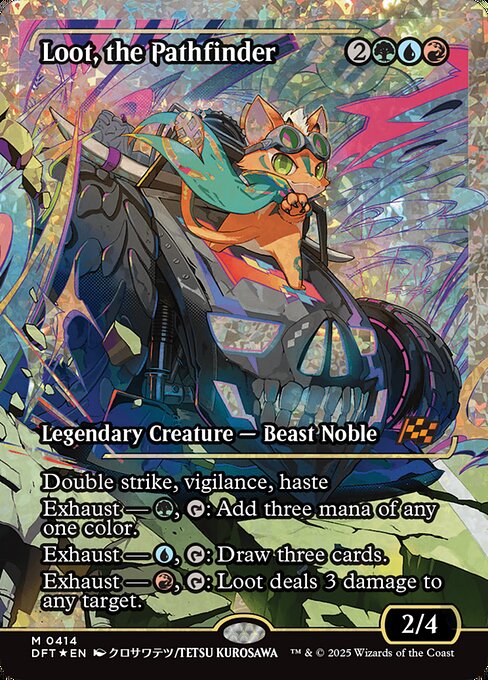 Loot, the Pathfinder 2
Legendary Creature — Beast Noble
Double strike, vigilance, haste
Exhaust — , : Add three mana of any
one color.
Exhaust — , : Draw three cards.
Exhaust — , : Loot deals 3 damage to
any target.
2/4
M 0414
DFT★EN クロサワテツ/TETSU KUROSAWA ™ & © 2025 Wizards of the Coast